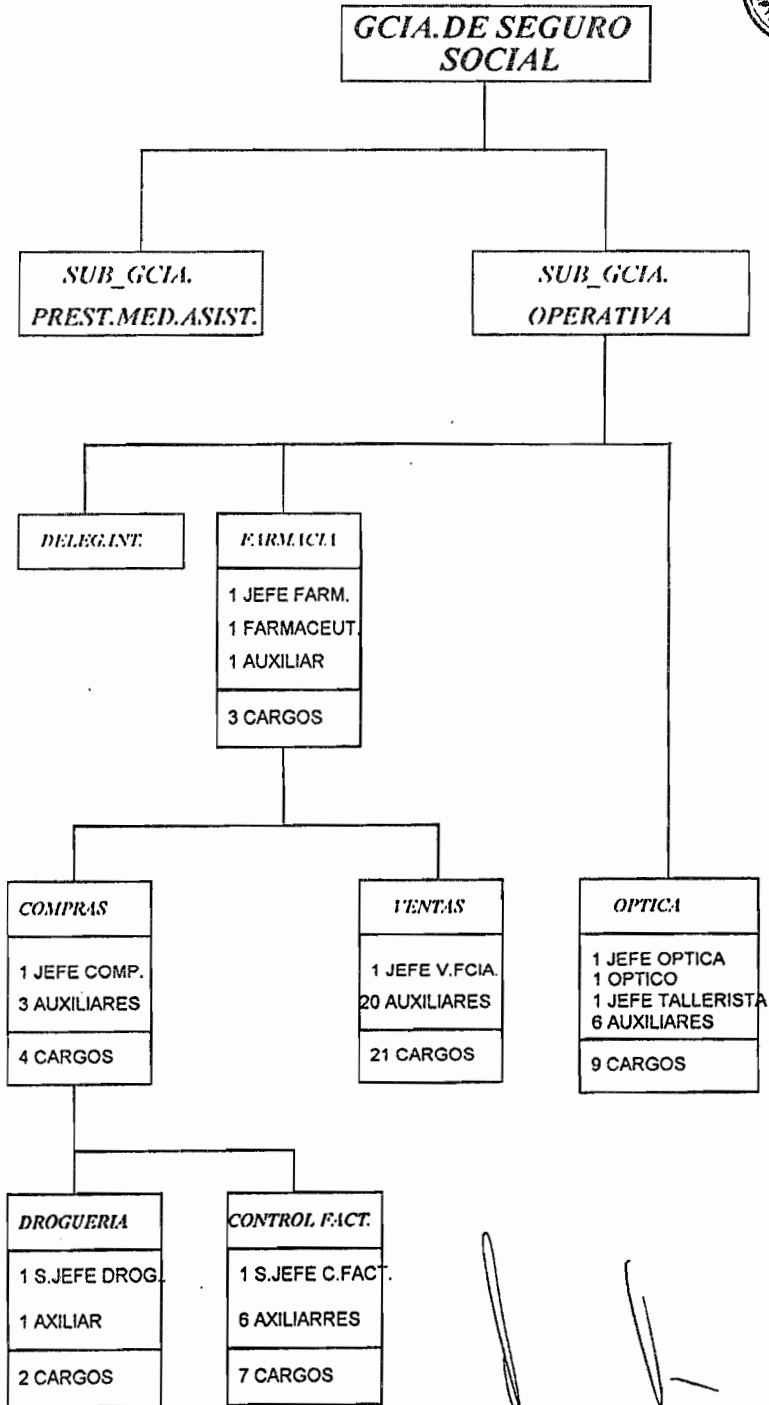 GCIA.DE SEGURO
SOCIAL
SUB_GCIA.
PREST.MED.ASIST.
SUB_GCIA.
OPERATIVA
DELEG.INT.
FARMACIA
1 JEFE FARM.
1 FARMACEUT.
1 AUXILIAR
3 CARGOS
COMPRAS
1 JEFE COMP.
3 AUXILIARES
4 CARGOS
VENTAS
1 JEFE V.FCIA.
20 AUXILIARES
21 CARGOS
OPTICA
1 JEFE OPTICA
1 OPTICO
1 JEFE TALLERISTA
6 AUXILIARES
9 CARGOS
DROGUERIA
1 S.JEFE DROG.
1 AXILIAR
2 CARGOS
CONTROL FACT.
1 S.JEFE C.FACT.
6 AXILIARRES
7 CARGOS